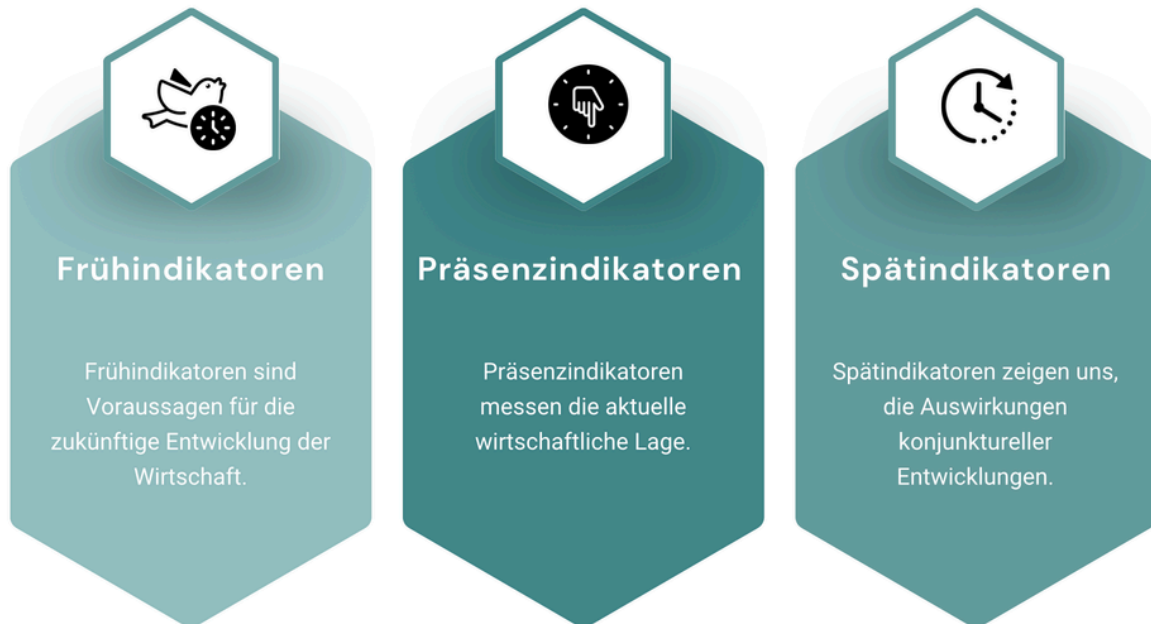 Frühindikatoren
Frühindikatoren sind
Voraussagen für die
zukünftige Entwicklung der
Wirtschaft.
Präsenzindikatoren
Präsenzindikatoren
messen die aktuelle
wirtschaftliche Lage.
Spätindikatoren
Spätindikatoren zeigen uns,
die Auswirkungen
konjunktureller
Entwicklungen.